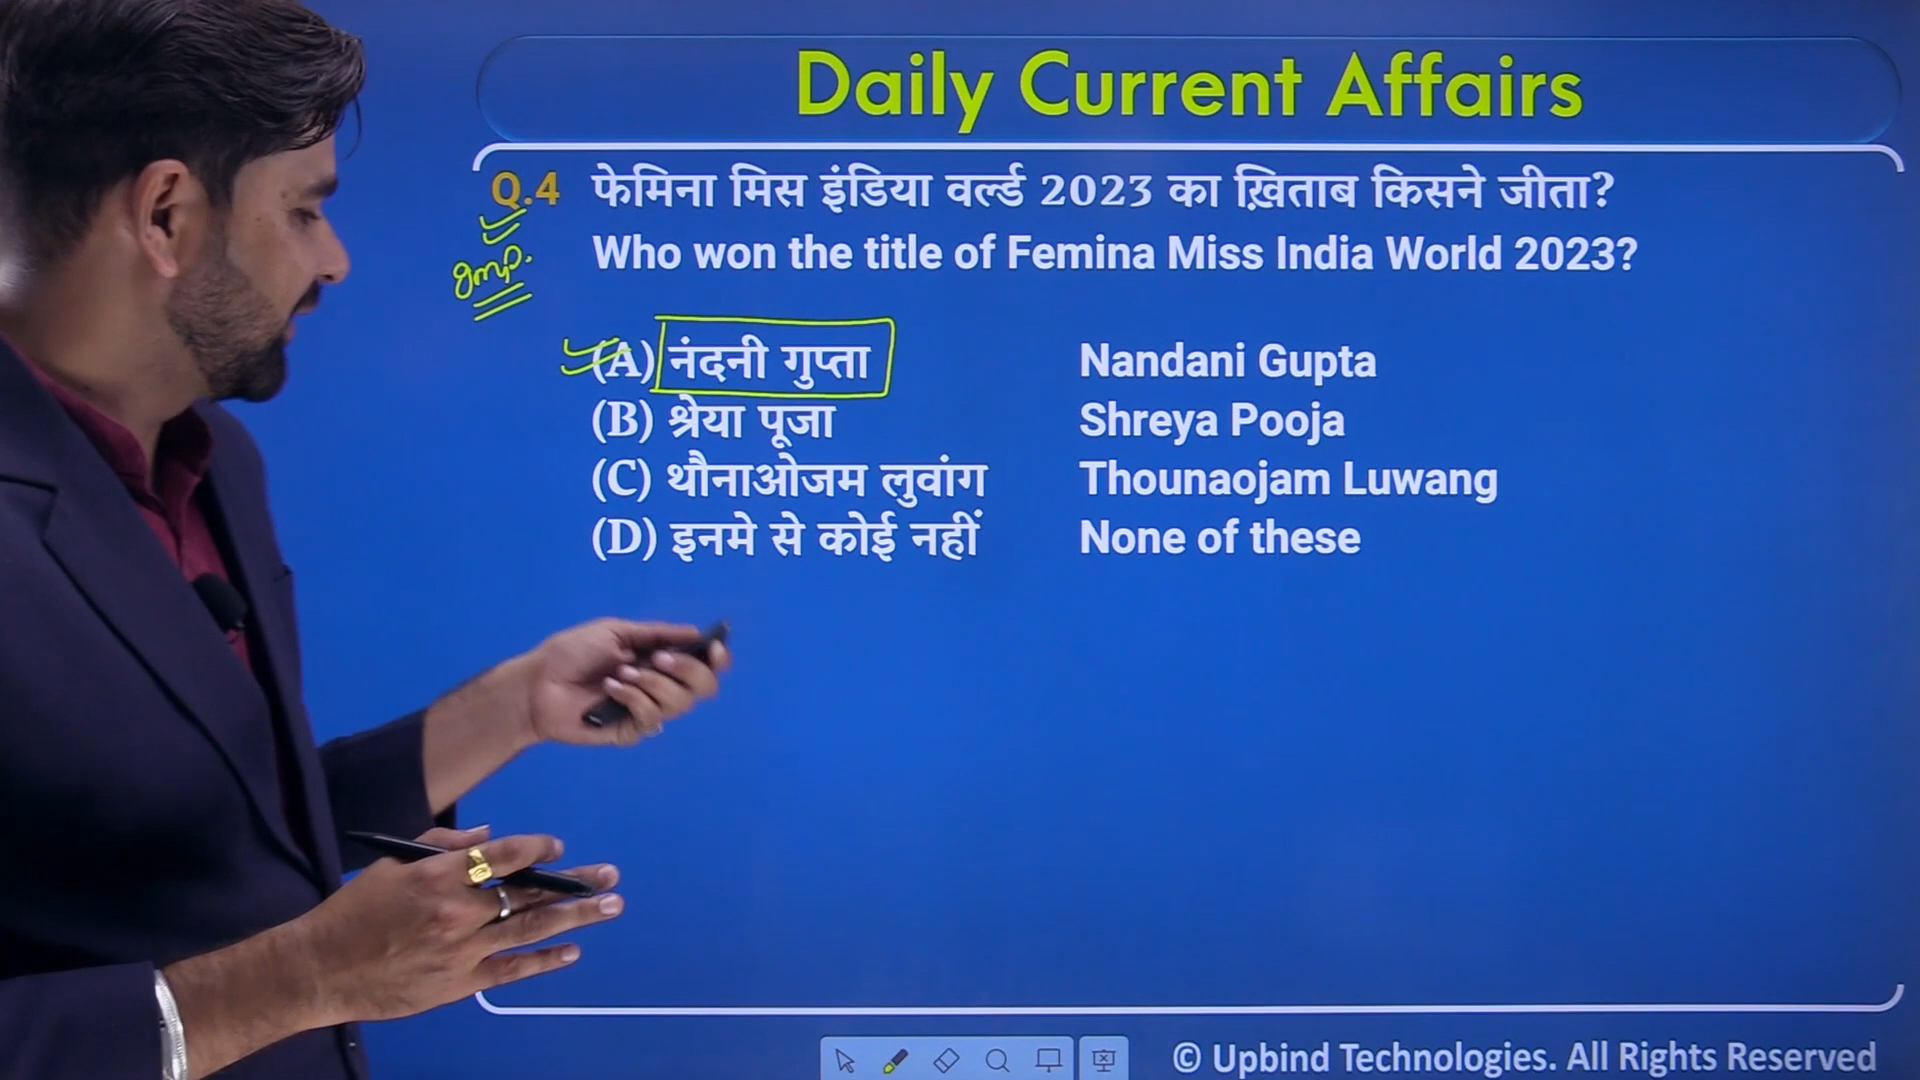 Daily Current Affairs
Q.4 फेमिना मिस इंडिया वर्ल्ड 2023 का ख़िताब किसने जीता?
Imp.
Who won the title of Femina Miss India World 2023?
(A) नंदनी गुप्ता Nandani Gupta
(B) श्रेया पूजा Shreya Pooja
(C) थौनाओजम लुवांग Thounaojam Luwang
(D) इनमे से कोई नहीं None of these
© Upbind Technologies. All Rights Reserved